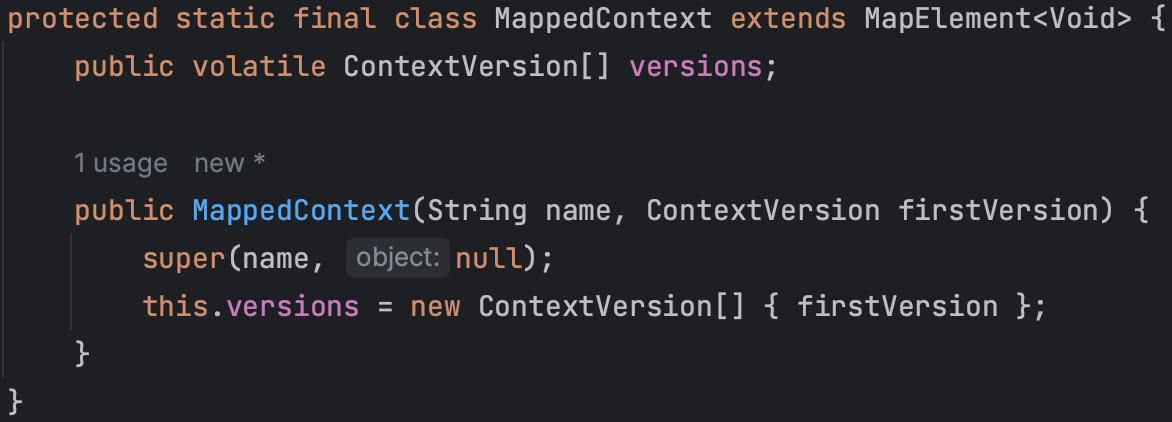 protected static final class MappedContext extends MapElement<Void> {
    public volatile ContextVersion[] versions;
    1 usage   new *
    public MappedContext(String name, ContextVersion firstVersion) {
        super(name, object: null);
        this.versions = new ContextVersion[] { firstVersion };
    }
}